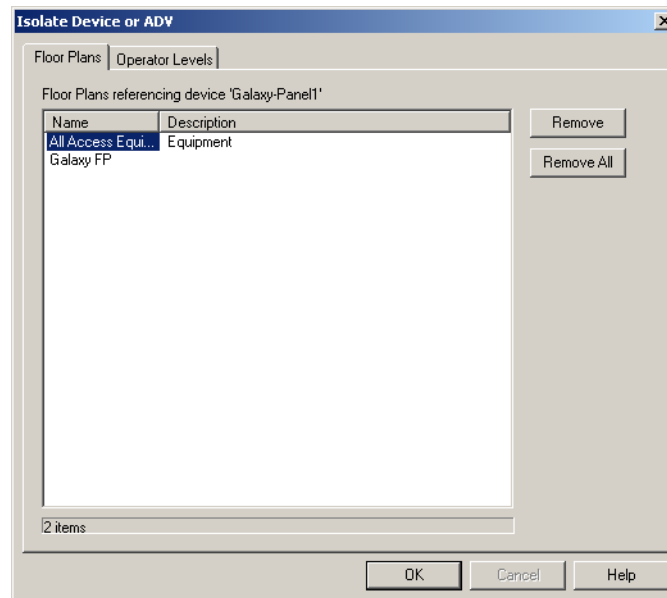 Isolate Device or ADV
Floor Plans Operator Levels
Floor Plans referencing device 'Galaxy-Panel1'
Name Description
All Access Equi... Equipment
Galaxy FP
Remove
Remove All
2 items
OK Cancel Help